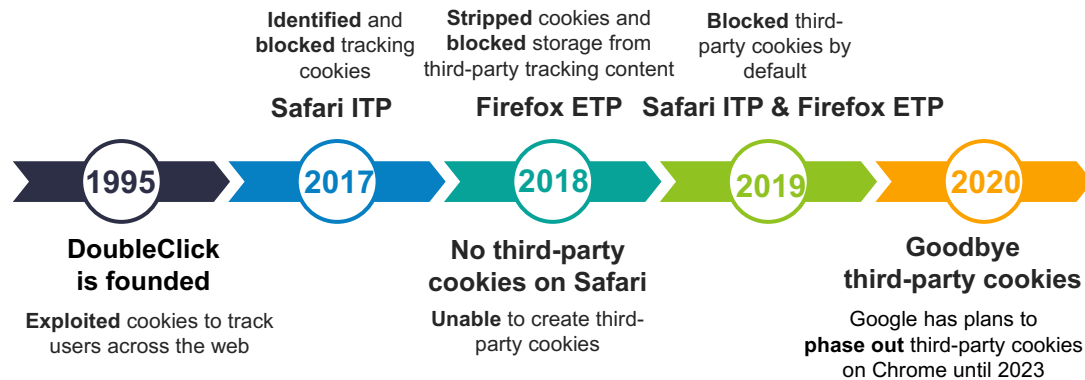 Identified and
blocked tracking
cookies
Safari ITP
Stripped cookies and
blocked storage from
third-party tracking content
Firefox ETP
Blocked third-
party cookies by
default
Safari ITP & Firefox ETP
1995
2017
2018
2019
2020
DoubleClick
is founded
Exploited cookies to track
users across the web
No third-party
cookies on Safari
Unable to create third-
party cookies
Goodbye
third-party cookies
Google has plans to
phase out third-party cookies
on Chrome until 2023